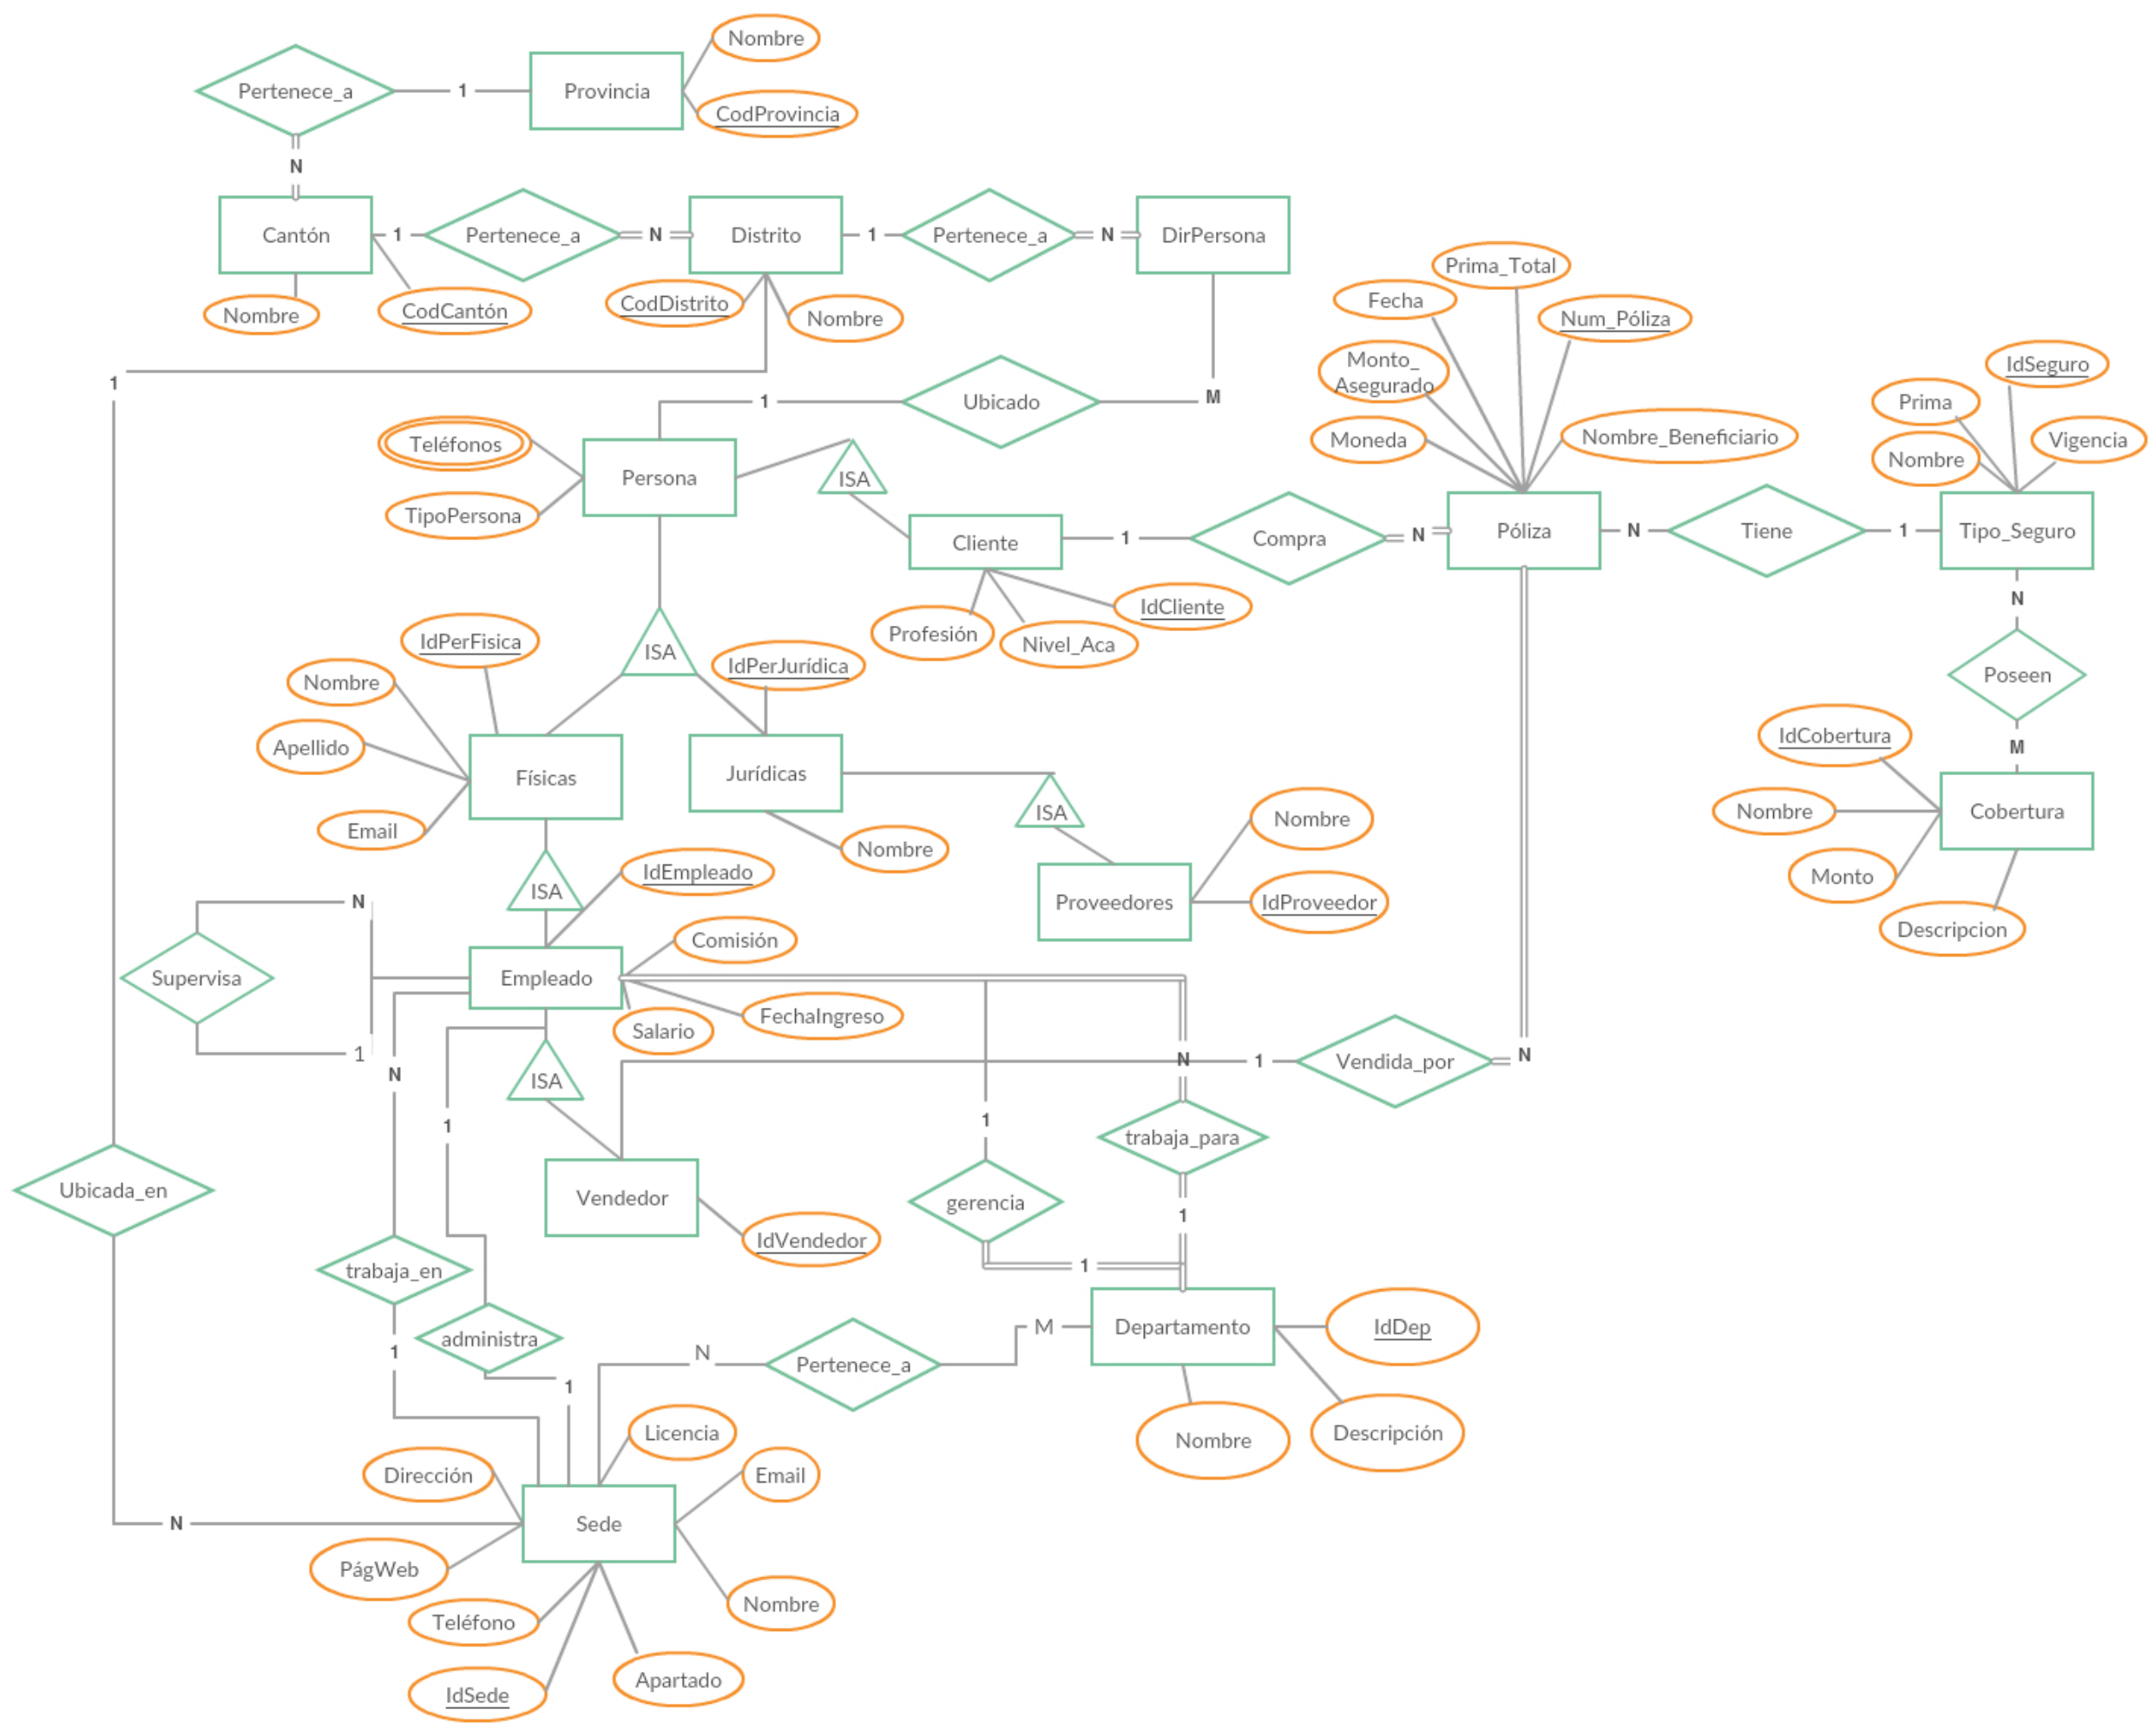 Nombre
Pertenece_a
1
Provincia
CodProvincia
N
Cantón
1
Pertenece_a
N
Distrito
1
Pertenece_a
N
DirPersona
Nombre
CodCantón
CodDistrito
Nombre
Prima_Total
Fecha
Num_Póliza
Monto_
Asegurado
Moneda
Nombre_Beneficiario
IdSeguro
Prima
Nombre
Vigencia
1
1
Ubicado
M
Teléfonos
TipoPersona
Persona
ISA
Cliente
1
Compra
N
Póliza
N
Tiene
1
Tipo_Seguro
Profesión
Nivel_Aca
IdCliente
N
Poseen
M
IdPerFisica
ISA
IdPerJurídica
Nombre
Apellido
Email
Físicas
Jurídicas
Nombre
ISA
Nombre
Proveedores
IdProveedor
IdCobertura
Nombre
Monto
Descripcion
Cobertura
ISA
IdEmpleado
N
Supervisa
1
Empleado
Comisión
FechaIngreso
Salario
N
1
ISA
N
1
Vendida_por
N
1
trabaja_para
1
Ubicada_en
Vendedor
IdVendedor
gerencia
1
trabaja_en
1
administra
1
N
Pertenece_a
M
Departamento
IdDep
Nombre
Descripción
Licencia
Dirección
Email
N
Sede
PágWeb
Teléfono
Nombre
IdSede
Apartado